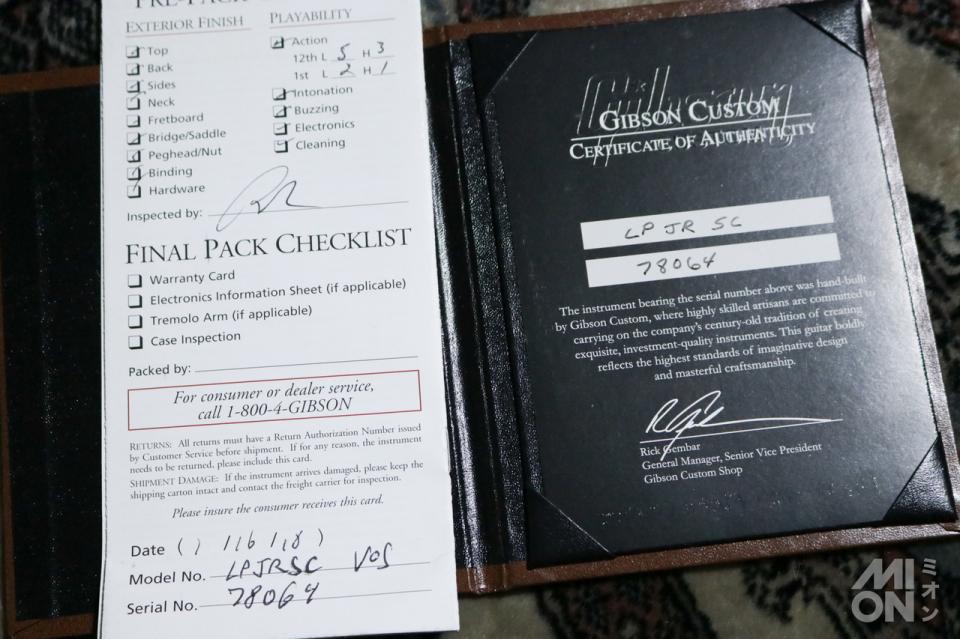 EXTERIOR FINISH
Top
Back
Sides
Neck
Fretboard
Bridge/Saddle
Peghead/Nut
Binding
Hardware
PLAYABILITY
Action
12th L 5 H 3
1st L 2 H 1
Intonation
Buzzing
Electronics
Cleaning
Inspected by:
FINAL PACK CHECKLIST
Warranty Card
Electronics Information Sheet (if applicable)
Tremolo Arm (if applicable)
Case Inspection
Packed by:
For consumer or dealer service,
call 1-800-4-GIBSON
RETURNS: All returns must have a Return Authorization Number issued
by Customer Service before shipment. If for any reason, the instrument
needs to be returned, please include this card.
SHIPMENT DAMAGE: If the instrument arrives damaged, please keep the
shipping carton intact and contact the freight carrier for inspection.
Please insure the consumer receives this card.
Date
Model No. LPJRSC VOS
Serial No. 78064
GIBSON CUSTOM
CERTIFICATE OF AUTHENTICITY
LP JR SC
78064
The instrument bearing the serial number above was hand-built
by Gibson Custom, where highly skilled artisans are committed to
carrying on the company's century-old tradition of creating
exquisite, investment-quality instruments. This guitar boldly
reflects the highest standards of imaginative design
and masterful craftsmanship.
Rick Gembar
General Manager, Senior Vice President
Gibson Custom Shop
MION
ミオン